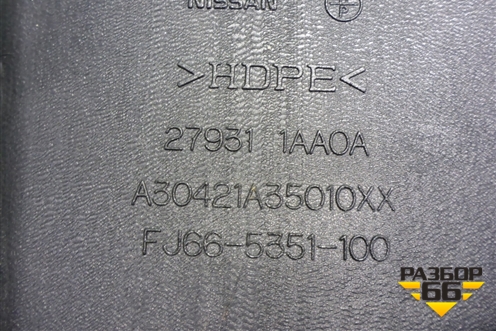 NISSAN
>HDPE<
27931 1AA0A
A30421A35010XX
FJ66-5351-100
РАЗБОР
66